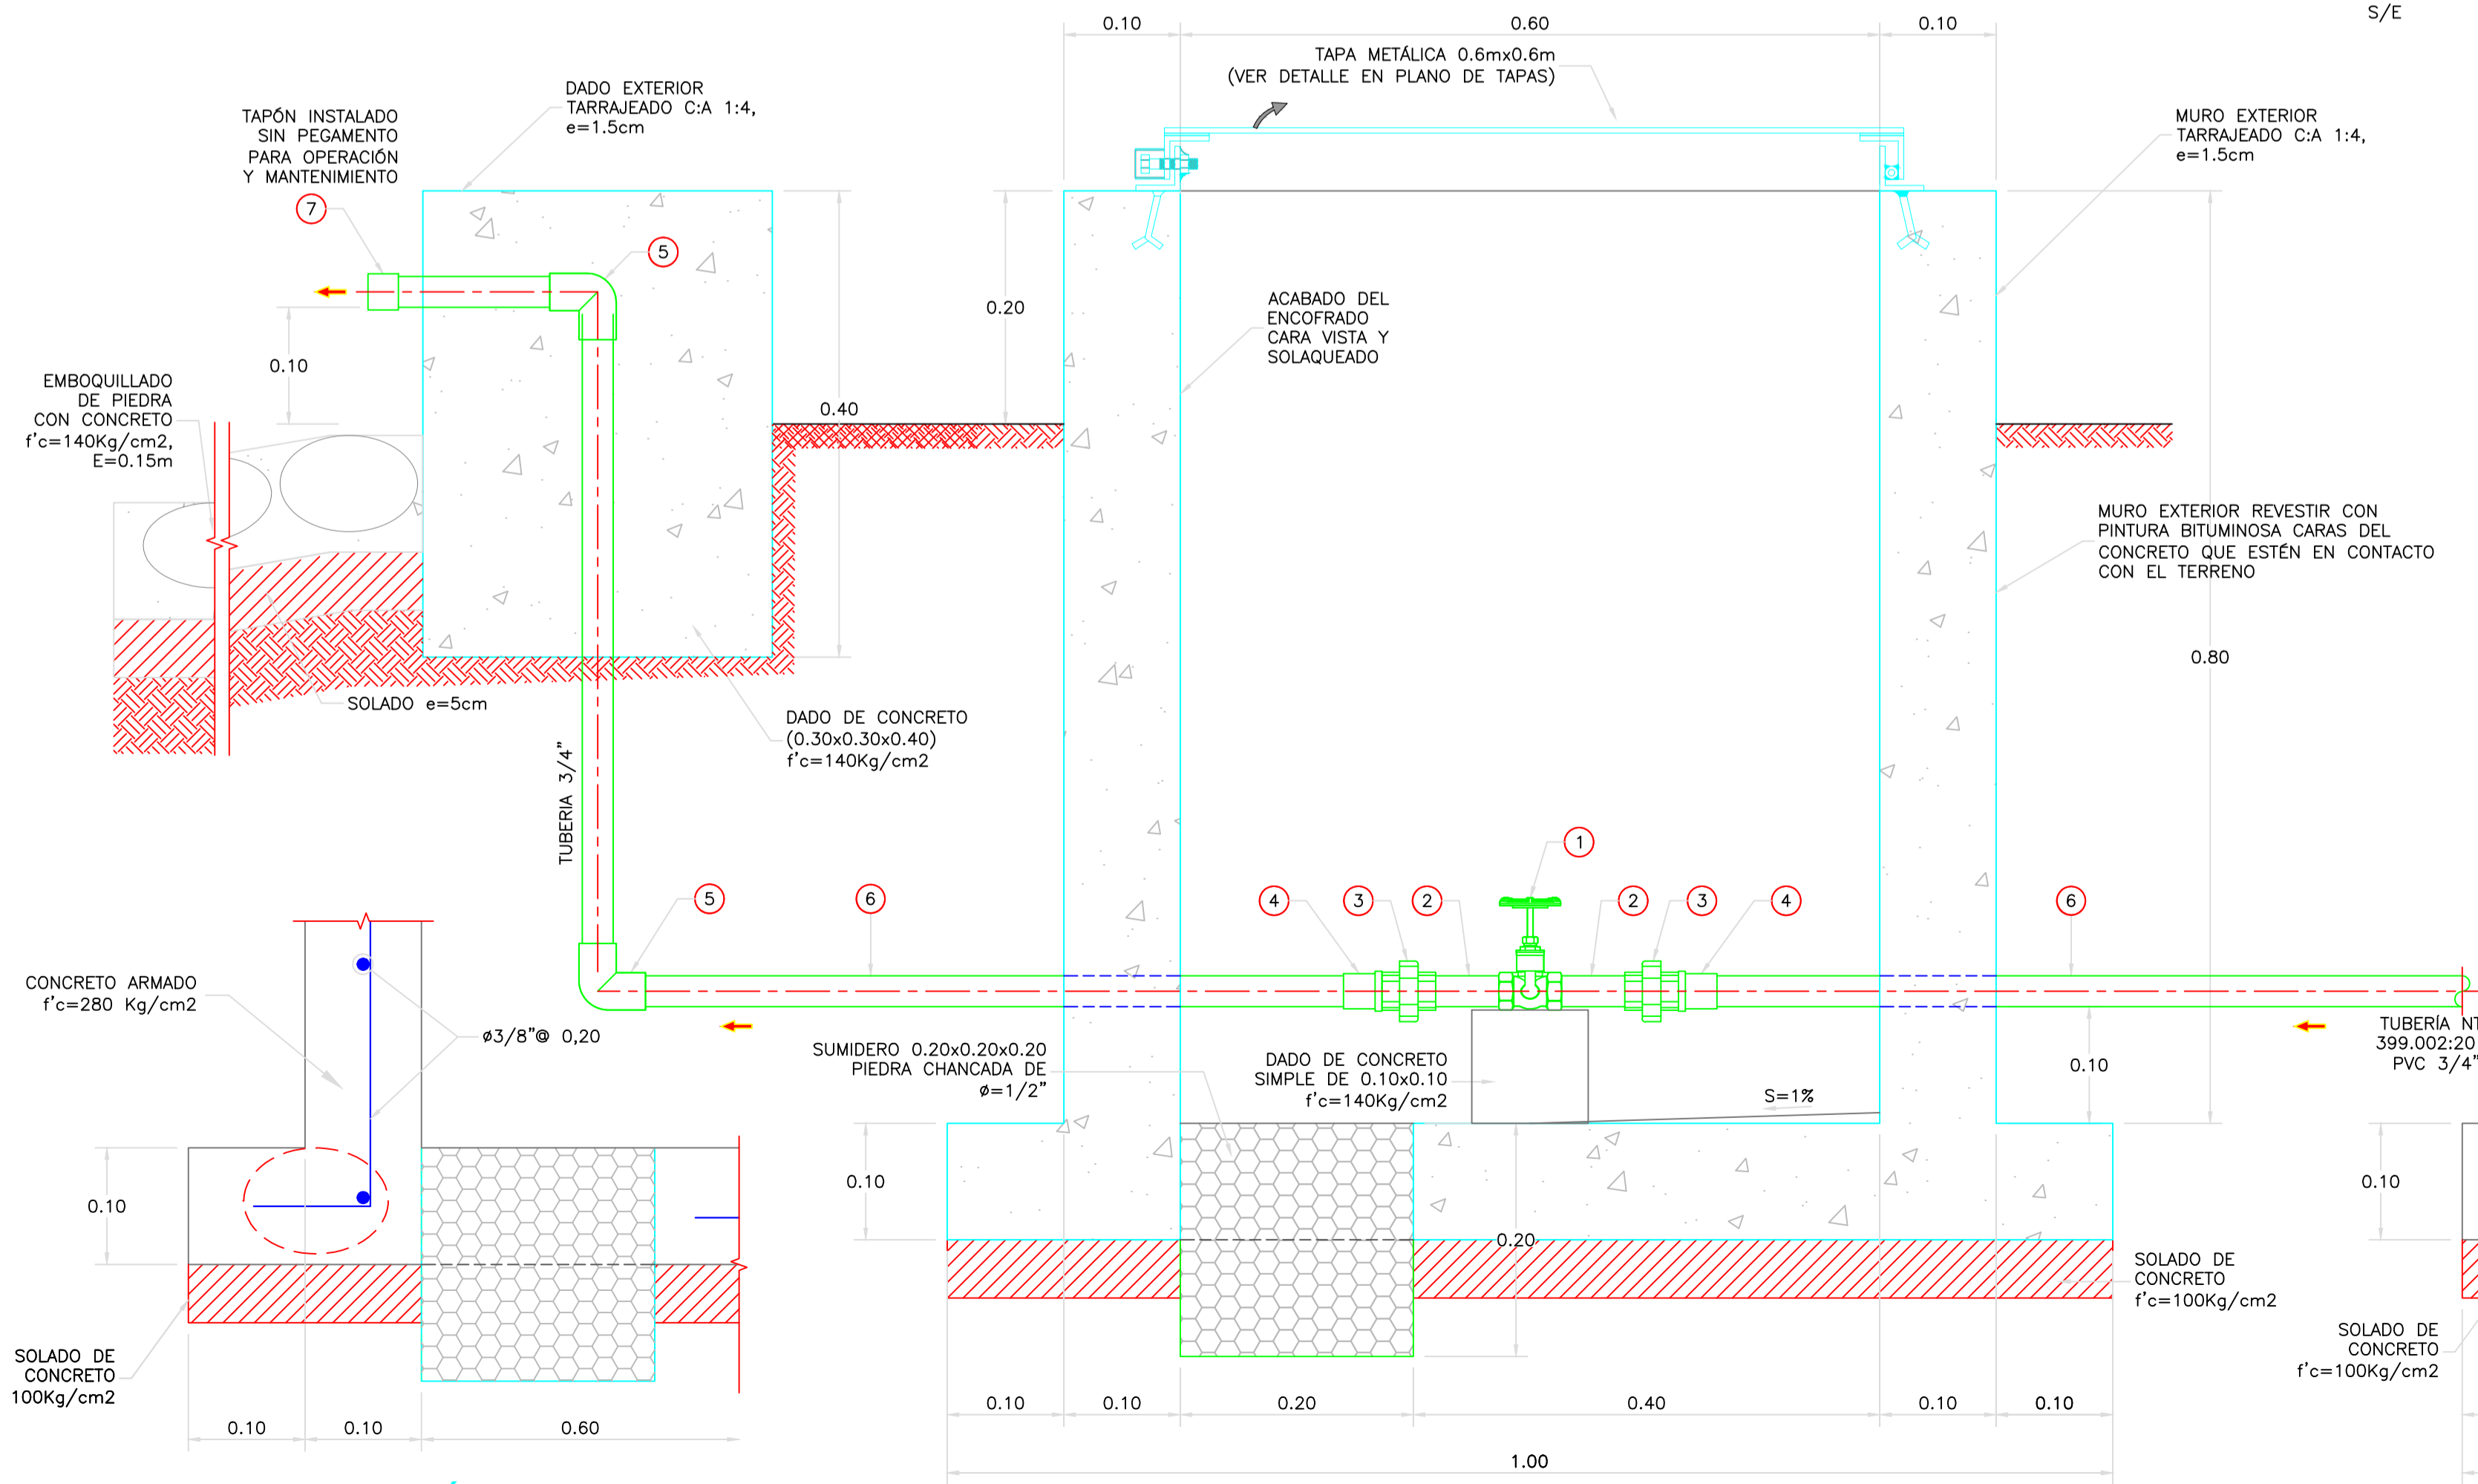 S/E
0.10
0.60
0.10
TAPA METÁLICA 0.6mx0.6m
(VER DETALLE EN PLANO DE TAPAS)
DADO EXTERIOR
TARRAJEADO C:A 1:4,
e=1.5cm
TAPÓN INSTALADO
SIN PEGAMENTO
PARA OPERACIÓN
Y MANTENIMIENTO
7
5
MURO EXTERIOR
TARRAJEADO C:A 1:4,
e=1.5cm
0.20
ACABADO DEL
ENCOFRADO
CARA VISTA Y
SOLAQUEADO
0.10
EMBOQUILLADO
DE PIEDRA
CON CONCRETO
f'c=140Kg/cm2,
E=0.15m
0.40
MURO EXTERIOR REVESTIR CON
PINTURA BITUMINOSA CARAS DEL
CONCRETO QUE ESTÉN EN CONTACTO
CON EL TERRENO
0.80
SOLADO e=5cm
DADO DE CONCRETO
(0.30x0.30x0.40)
f'c=140Kg/cm2
TUBERIA 3/4"
1
5
6
4
3
2
2
3
4
6
CONCRETO ARMADO
f'c=280 Kg/cm2
ø3/8"@ 0,20
SUMIDERO 0.20x0.20x0.20
PIEDRA CHANCADA DE
ø=1/2"
DADO DE CONCRETO
SIMPLE DE 0.10x0.10
f'c=140Kg/cm2
S=1%
0.10
TUBERÍA NT
399.002:20
PVC 3/4"
0.10
0.10
0.20
0.10
SOLADO DE
CONCRETO
f'c=100Kg/cm2
SOLADO DE
CONCRETO
100Kg/cm2
SOLADO DE
CONCRETO
f'c=100Kg/cm2
0.10
0.10
0.60
0.10
0.10
0.20
0.40
0.10
0.10
1.00